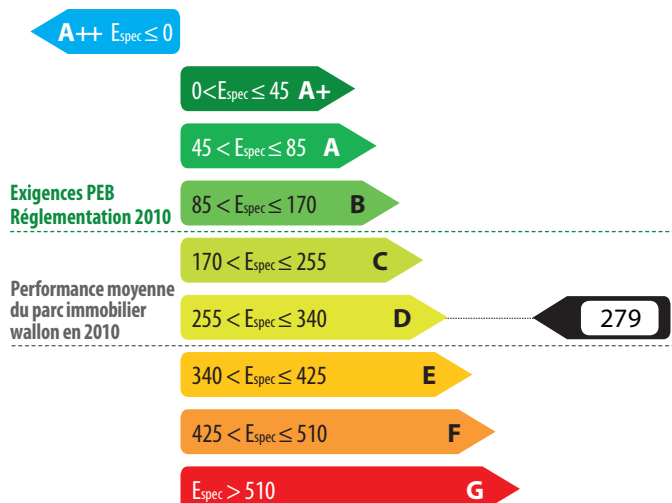 A++ Espec ≤ 0
0<Espec ≤ 45 A+
45 < Espec ≤ 85 A
Exigences PEB
Réglementation 2010
85 < Espec ≤ 170 B
170 < Espec ≤ 255 C
Performance moyenne
du parc immobilier
wallon en 2010
255 < Espec ≤ 340 D
279
340 < Espec ≤ 425 E
425 < Espec ≤ 510 F
Espec > 510 G